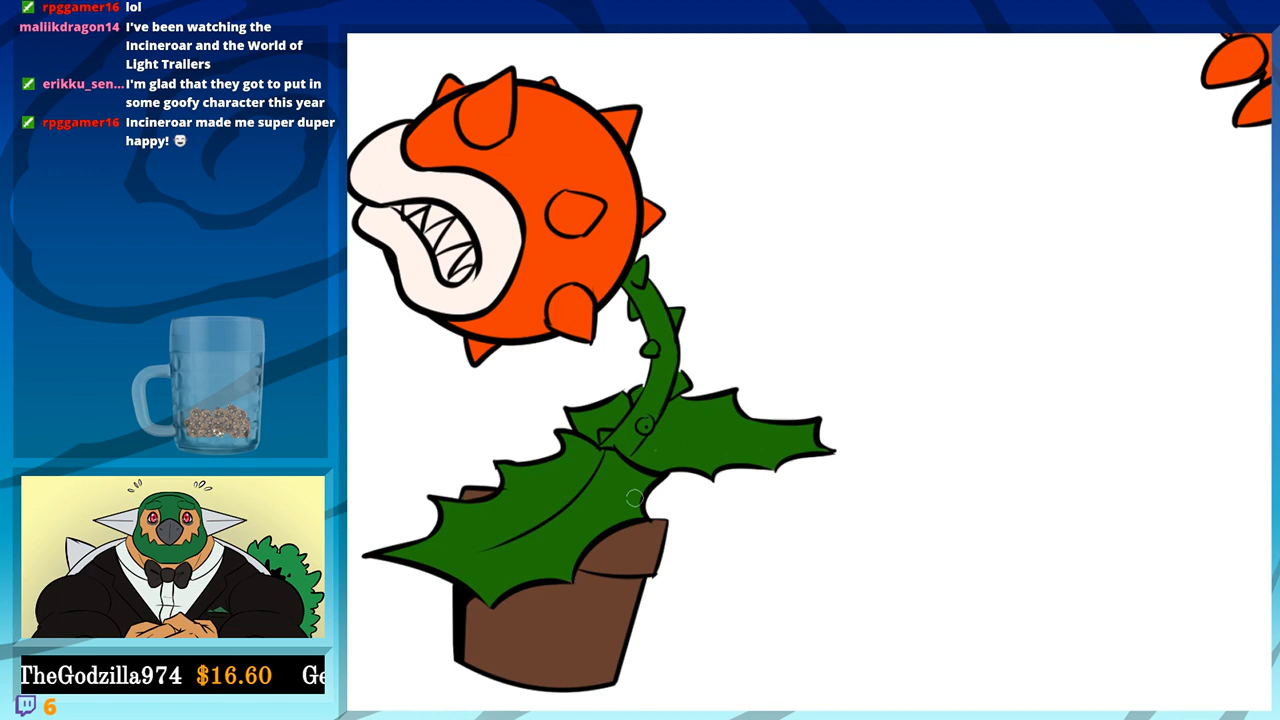 rpggamer16 lol
maliikdragon14 I've been watching the
Incineroar and the World of
Light Trailers
erikku_sen... I'm glad that they got to put in
some goofy character this year
rpggamer16 Incineroar made me super duper
happy!
TheGodzilla974 $16.60 Ge
6